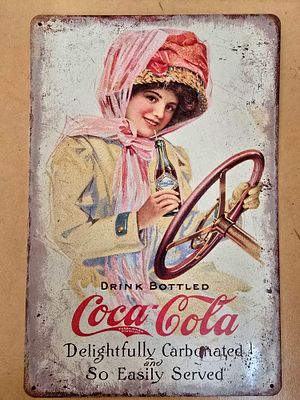 DRINK BOTTLED
Coca-Cola
Delightfully Carbonated
and
So Easily Served